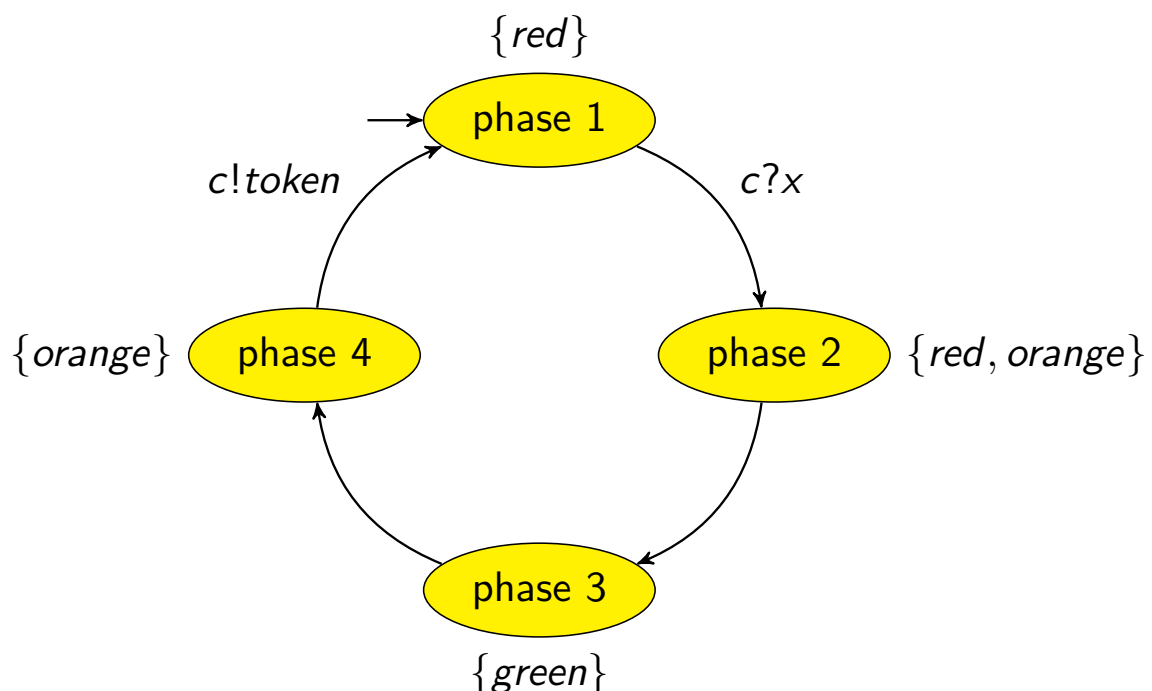 {red}
phase 1
c!token
c?x
{orange}
phase 4
phase 2
{red, orange}
phase 3
{green}